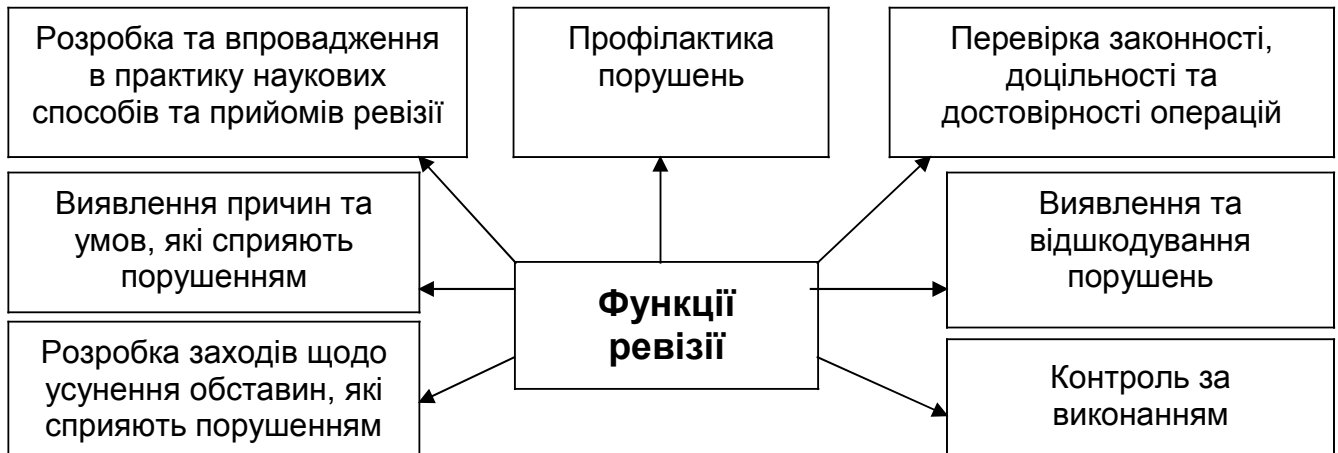 Розробка та впровадження
в практику наукових
способів та прийомів ревізії
Профілактика
порушень
Перевірка законності,
доцільності та
достовірності операцій
Виявлення причин та
умов, які сприяють
порушенням
Функції
ревізії
Виявлення та
відшкодування
порушень
Розробка заходів щодо
усунення обставин, які
сприяють порушенням
Контроль за
виконанням